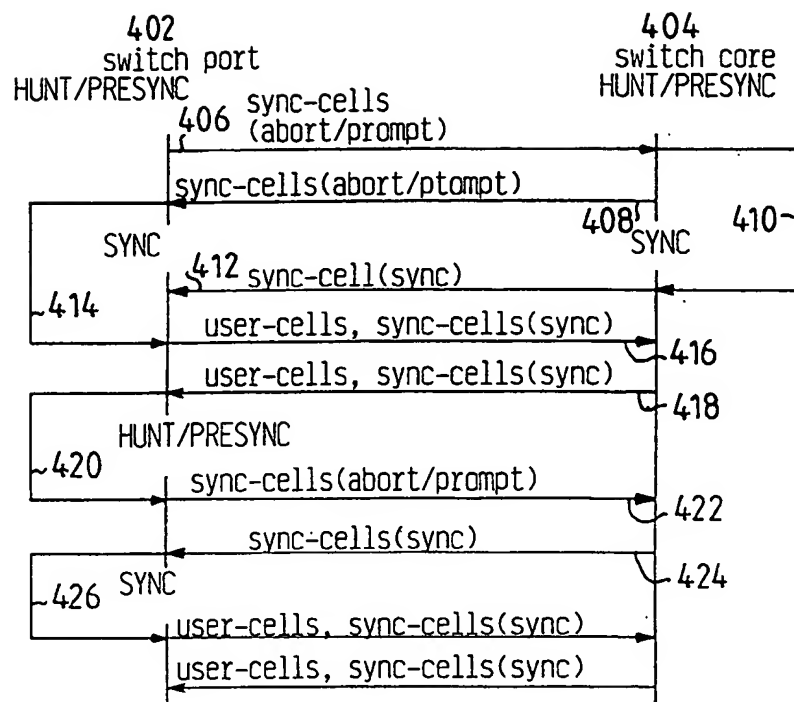 402
switch port
HUNT/PRESYNC
404
switch core
HUNT/PRESYNC
406 sync-cells
(abort/prompt)
sync-cells(abort/ptompt)
408
410
SYNC
SYNC
412
sync-cell(sync)
414
user-cells, sync-cells(sync)
416
user-cells, sync-cells(sync)
418
HUNT/PRESYNC
420
sync-cells(abort/prompt)
422
sync-cells(sync)
424
426
SYNC
user-cells, sync-cells(sync)
user-cells, sync-cells(sync)